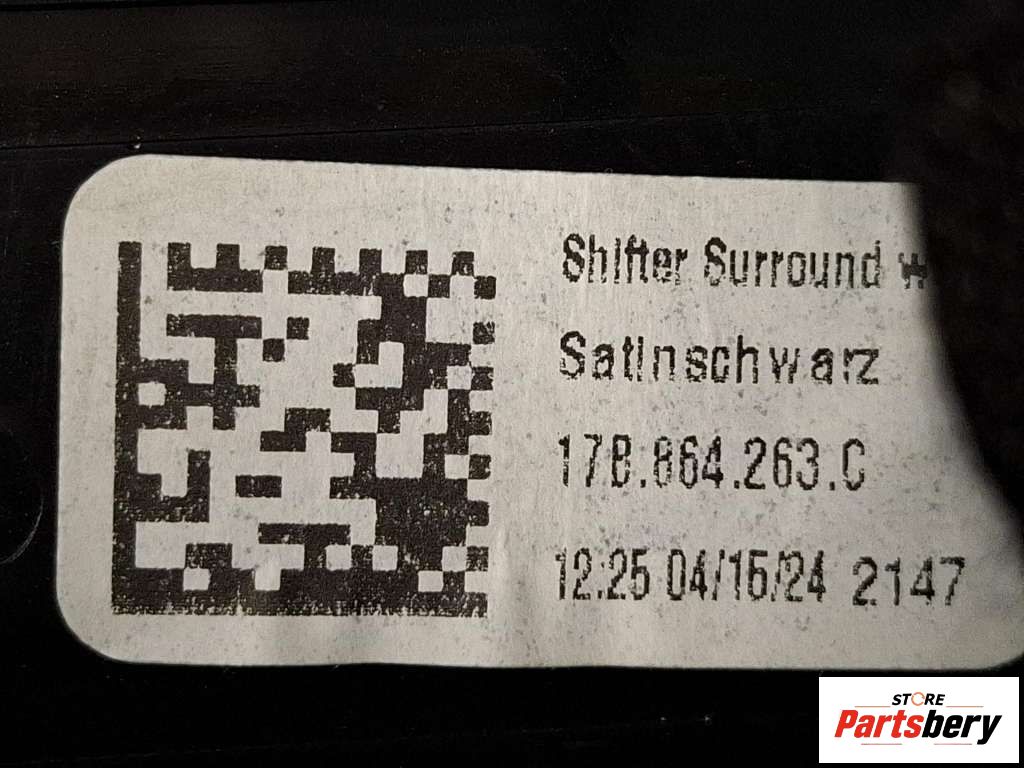 Shifter Surround w
Satinschwarz
17B.864.263.C
12:25 04/15/24 2147
STORE
Partsbery